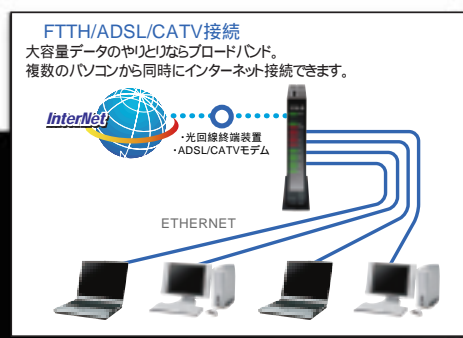 FTTH/ADSL/CATV接続
大容量データのやりとりならブロードバンド。
複数のパソコンから同時にインターネット接続できます。
InterNet
・光回線終端装置
・ADSL/CATVモデム
ETHERNET